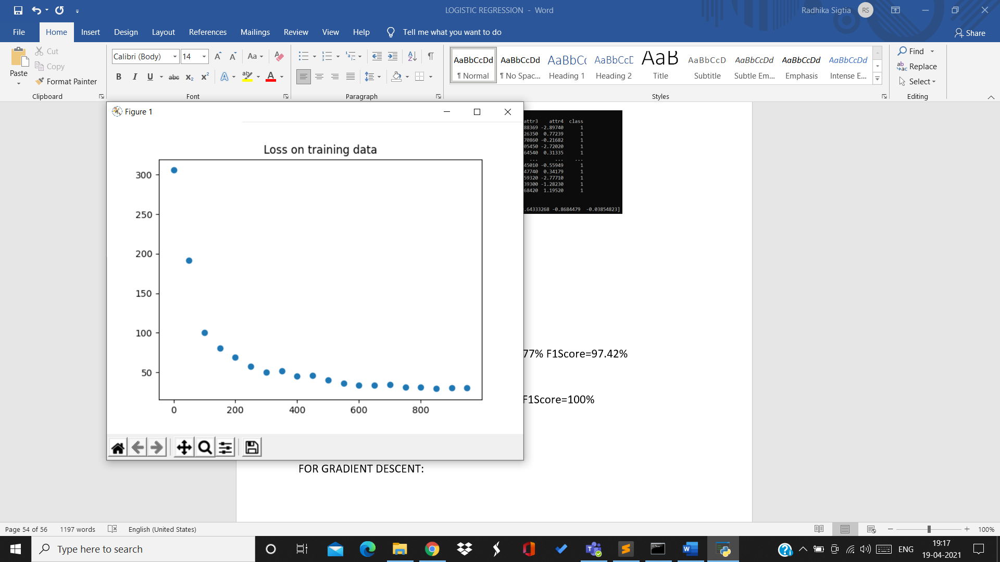 LOGISTIC REGRESSION - Word
Radhika Sigtia RS
File Home Insert Design Layout References Mailings Review View Help Tell me what you want to do
Share
Paste
Cut
Copy
Format Painter
Clipboard
Calibri (Body) 14
Font
Paragraph
AaBbCcDd AaBbCcDd AaBbCc AaBbCcD AaB AaBbCcD AaBbCcDd AaBbCcDd AaBbCcDd
¶ Normal ¶ No Spac... Heading 1 Heading 2 Title Subtitle Subtle Em... Emphasis Intense E...
Styles
Find
Replace
Select
Editing
Figure 1
Loss on training data
300
250
200
150
100
50
0 200 400 600 800
attr3 attr4 class
88369 -2.89740 1
26350 0.77239 1
70860 -0.21682 1
05450 -2.72020 1
64540 0.31335 1
... ... ...
45010 -0.55949 1
47740 0.34179 1
59320 -2.77710 1
39300 -1.28230 1
68420 1.19520 1
.64333268 -0.8684479 -0.03854823]
77% F1Score=97.42%
F1Score=100%
FOR GRADIENT DESCENT:
Page 54 of 56 1197 words English (United States)
100%
Type here to search
ENG
19:17
19-04-2021